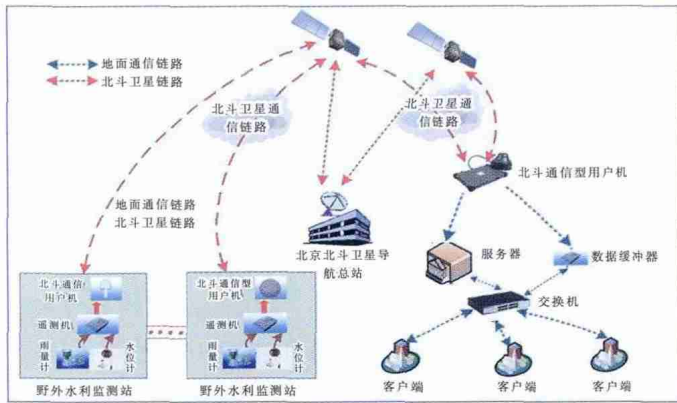 地面通信链路
北斗卫星链路
北斗卫星通
信链路
北斗卫星通
信链路
地面通信链路
北斗卫星链路
北斗通信型用户机
北京北斗卫星导
航总站
服务器
数据缓冲器
交换机
客户端
客户端
客户端
北斗通信
用户机
遥测机
雨量计
水位计
野外水利监测站
北斗通信型
用户机
遥测机
雨量计
水位计
野外水利监测站